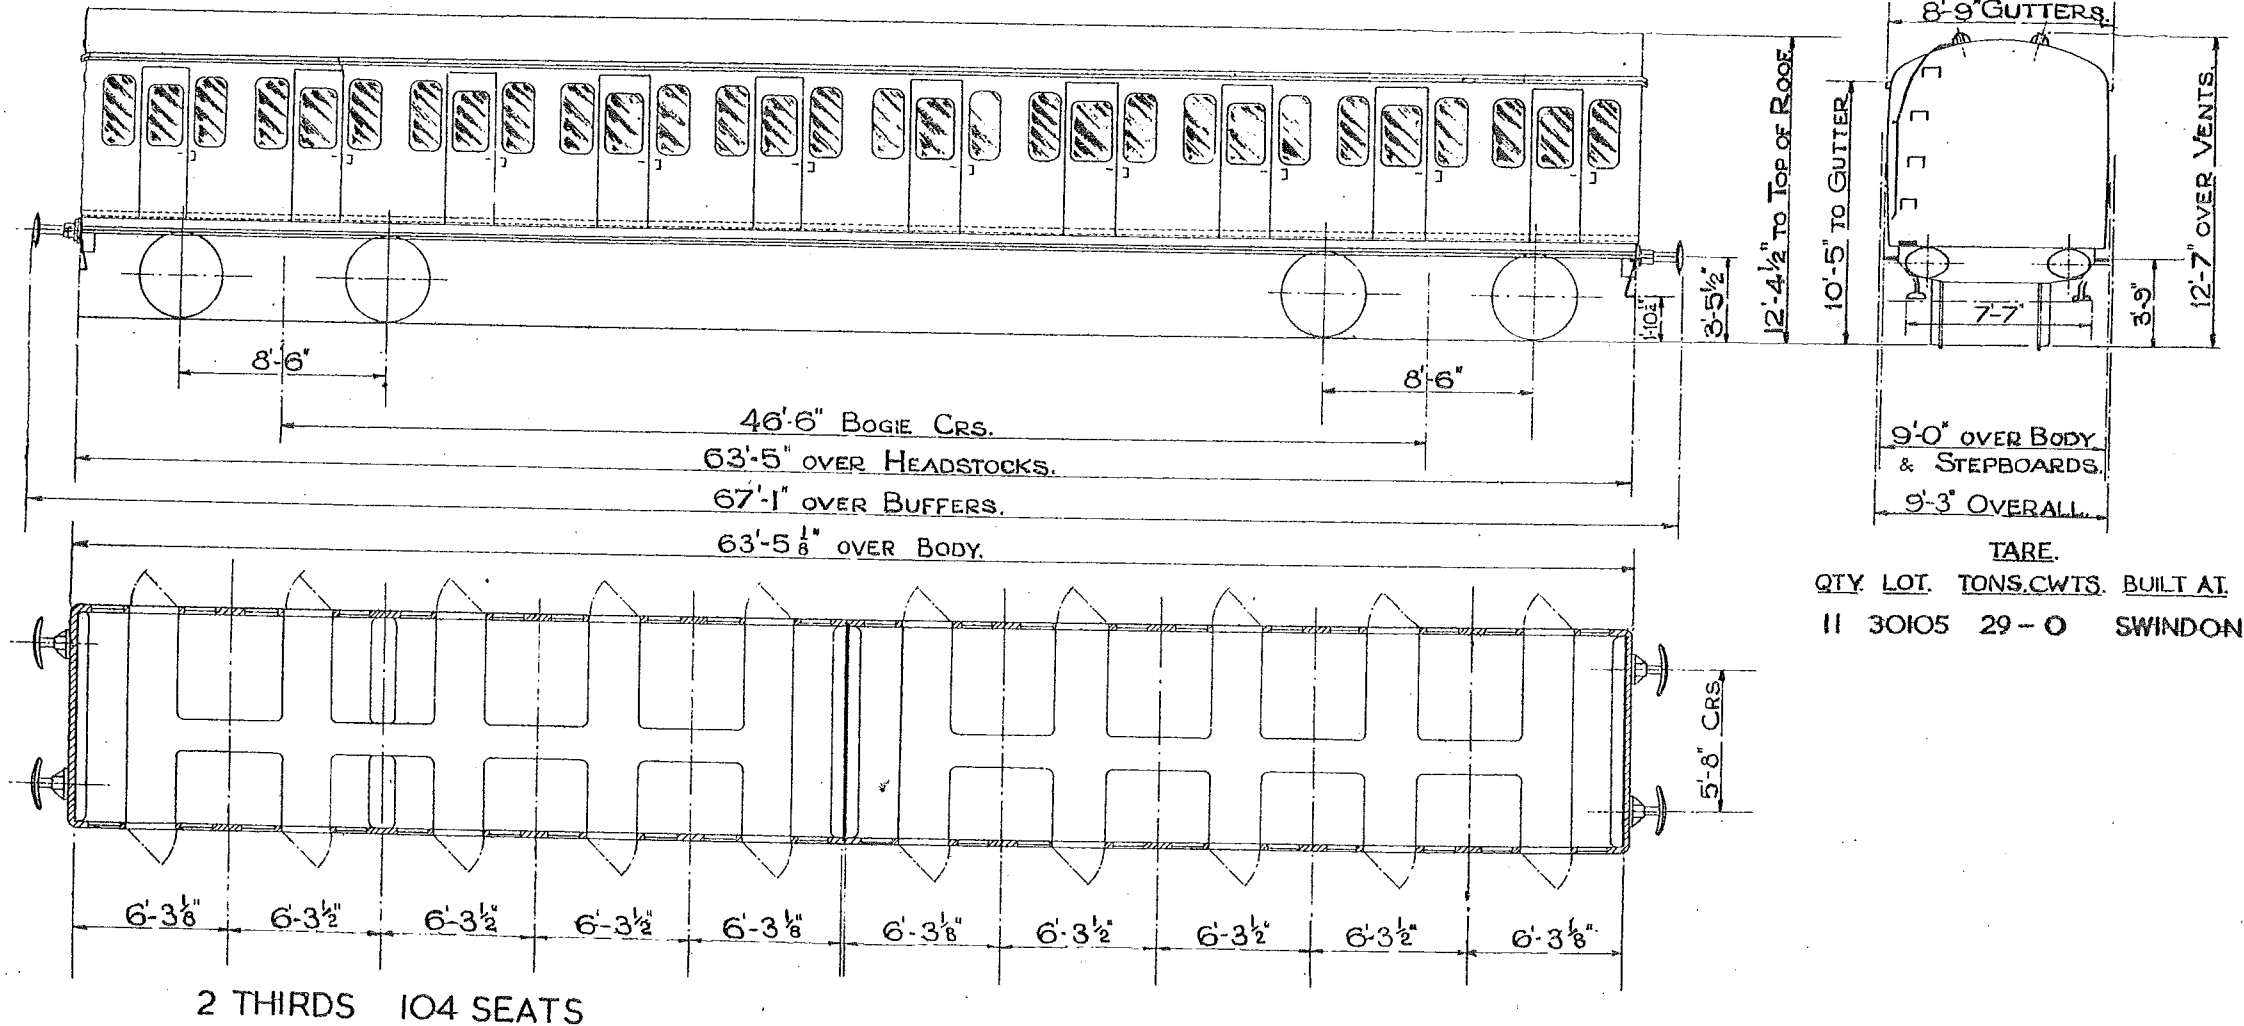 8'-9" GUTTERS.
12'-4½" TO TOP OF ROOF
10'-5" TO GUTTER
12'-7" OVER VENTS.
3'-5½"
1'-10½"
7'-7"
3'-9"
8'-6"
8'-6"
46'-6" BOGIE CRS.
63'-5" OVER HEADSTOCKS.
67'-1" OVER BUFFERS.
63'-5⅛" OVER BODY.
9'-0" OVER BODY
& STEPBOARDS.
9'-3" OVERALL.
TARE.
QTY. LOT. TONS.CWTS. BUILT AT.
11 30105 29 - 0 SWINDON
5'-8" CRS
6'-3⅛" 6'-3½" 6'-3½" 6'-3½" 6'-3⅛" 6'-3⅛" 6'-3½" 6'-3½" 6'-3½" 6'-3⅛"
2 THIRDS 104 SEATS